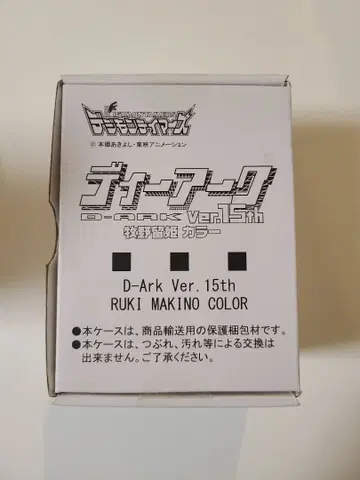 デジモンテイマーズ
© 本郷あきよし・東映アニメーション
ディーアーク
D-ARK Ver.15th
牧野留姫 カラー
D-Ark Ver.15th
RUKI MAKINO COLOR
●本ケースは、商品輸送用の保護梱包材です。
●本ケースは、つぶれ、汚れ等による交換は
出来ません。ご了承ください。